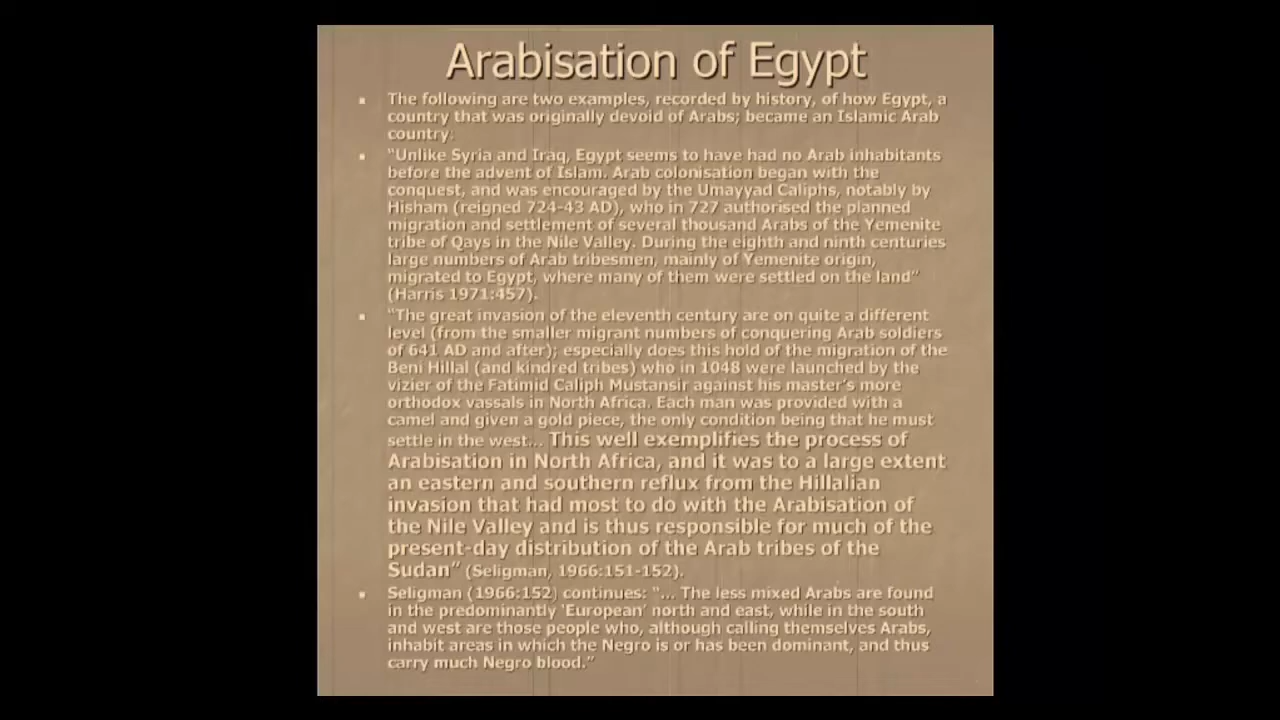 Arabisation of Egypt
▪ The following are two examples, recorded by history, of how Egypt, a
country that was originally devoid of Arabs; became an Islamic Arab
country:
▪ “Unlike Syria and Iraq, Egypt seems to have had no Arab inhabitants
before the advent of Islam. Arab colonisation began with the
conquest, and was encouraged by the Umayyad Caliphs, notably by
Hisham (reigned 724-43 AD), who in 727 authorised the planned
migration and settlement of several thousand Arabs of the Yemenite
tribe of Qays in the Nile Valley. During the eighth and ninth centuries
large numbers of Arab tribesmen, mainly of Yemenite origin,
migrated to Egypt, where many of them were settled on the land”
(Harris 1971:457).
▪ “The great invasion of the eleventh century are on quite a different
level (from the smaller migrant numbers of conquering Arab soldiers
of 641 AD and after); especially does this hold of the migration of the
Beni Hillal (and kindred tribes) who in 1048 were launched by the
vizier of the Fatimid Caliph Mustansir against his master’s more
orthodox vassals in North Africa. Each man was provided with a
camel and given a gold piece, the only condition being that he must
settle in the west... This well exemplifies the process of
Arabisation in North Africa, and it was to a large extent
an eastern and southern reflux from the Hillalian
invasion that had most to do with the Arabisation of
the Nile Valley and is thus responsible for much of the
present-day distribution of the Arab tribes of the
Sudan” (Seligman, 1966:151-152).
▪ Seligman (1966:152) continues: “... The less mixed Arabs are found
in the predominantly ‘European’ north and east, while in the south
and west are those people who, although calling themselves Arabs,
inhabit areas in which the Negro is or has been dominant, and thus
carry much Negro blood.”